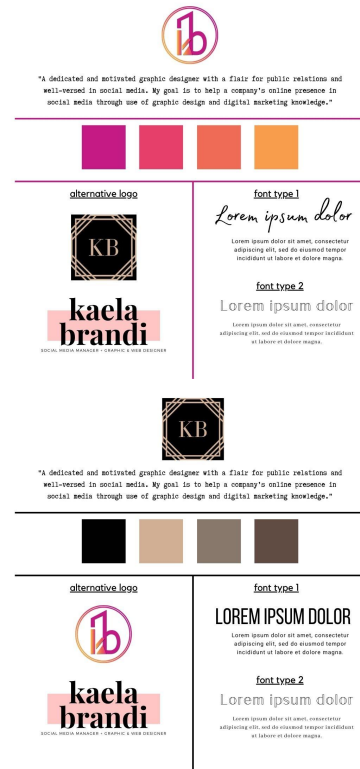 "A dedicated and motivated graphic designer with a flair for public relations and
well-versed in social media. My goal is to help a company's online presence in
social media through use of graphic design and digital marketing knowledge."
alternative logo
KB
kaela
brandi
SOCIAL MEDIA MANAGER + GRAPHIC & WEB DESIGNER
font type 1
Lorem ipsum dolor
Lorem ipsum dolor sit amet, consectetur
adipiscing elit, sed do eiusmod tempor
incididunt ut labore et dolore magna.
font type 2
Lorem ipsum dolor
Lorem ipsum dolor sit amet, consectetur
adipiscing elit, sed do eiusmod tempor incididunt
ut labore et dolore magna.
KB
"A dedicated and motivated graphic designer with a flair for public relations and
well-versed in social media. My goal is to help a company's online presence in
social media through use of graphic design and digital marketing knowledge."
alternative logo
kaela
brandi
SOCIAL MEDIA MANAGER + GRAPHIC & WEB DESIGNER
font type 1
LOREM IPSUM DOLOR
Lorem ipsum dolor sit amet, consectetur
adipiscing elit, sed do eiusmod tempor
incididunt ut labore et dolore magna.
font type 2
Lorem ipsum dolor
Lorem ipsum dolor sit amet, consectetur
adipiscing elit, sed do eiusmod tempor incididunt
ut labore et dolore magna.